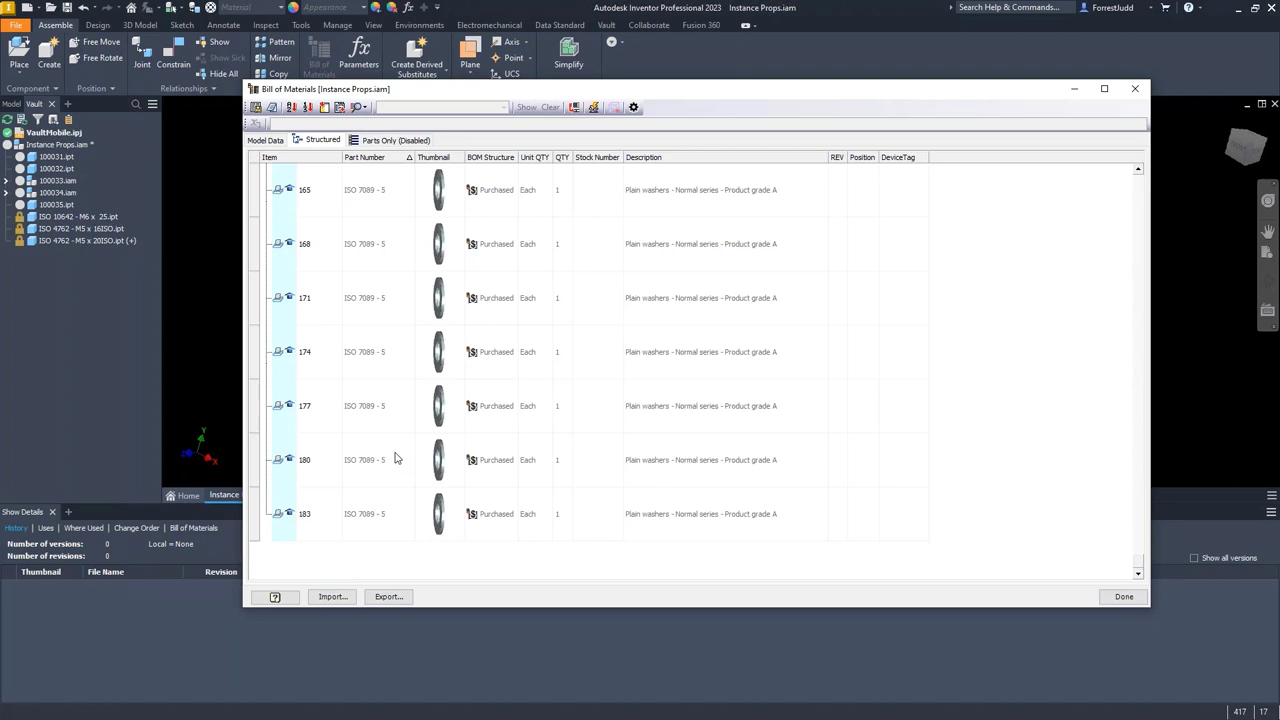 Material
Appearance
Autodesk Inventor Professional 2023 Instance Props.iam
Search Help & Commands...
ForrestJudd
File Assemble Design 3D Model Sketch Annotate Inspect Tools Manage View Environments Electromechanical Data Standard Vault Collaborate Fusion 360
Place
Create
Free Move
Free Rotate
Joint
Constrain
Show
Show Sick
Hide All
Pattern
Mirror
Copy
Bill of
Materials
Parameters
Create Derived
Substitutes
Plane
Axis
Point
UCS
Simplify
Component Position Relationships
Bill of Materials [Instance Props.iam]
Model Vault
Show Clear
VaultMobile.ipj
Instance Props.iam *
100031.ipt
100032.ipt
100033.iam
100034.iam
100035.ipt
ISO 10642 - M6 x 25.ipt
ISO 4762 - M5 x 16ISO.ipt
ISO 4762 - M5 x 20ISO.ipt (+)
Model Data Structured Parts Only (Disabled)
Item Part Number Thumbnail BOM Structure Unit QTY QTY Stock Number Description REV Position DeviceTag
165 ISO 7089 - 5 Purchased Each 1 Plain washers - Normal series - Product grade A
168 ISO 7089 - 5 Purchased Each 1 Plain washers - Normal series - Product grade A
171 ISO 7089 - 5 Purchased Each 1 Plain washers - Normal series - Product grade A
174 ISO 7089 - 5 Purchased Each 1 Plain washers - Normal series - Product grade A
177 ISO 7089 - 5 Purchased Each 1 Plain washers - Normal series - Product grade A
180 ISO 7089 - 5 Purchased Each 1 Plain washers - Normal series - Product grade A
183 ISO 7089 - 5 Purchased Each 1 Plain washers - Normal series - Product grade A
Import... Export... Done
Y
Z
X
Home Instance
Show Details
History Uses Where Used Change Order Bill of Materials
Number of versions: 0 Local = None
Number of revisions: 0
Show all versions
Thumbnail File Name Revision
417 17